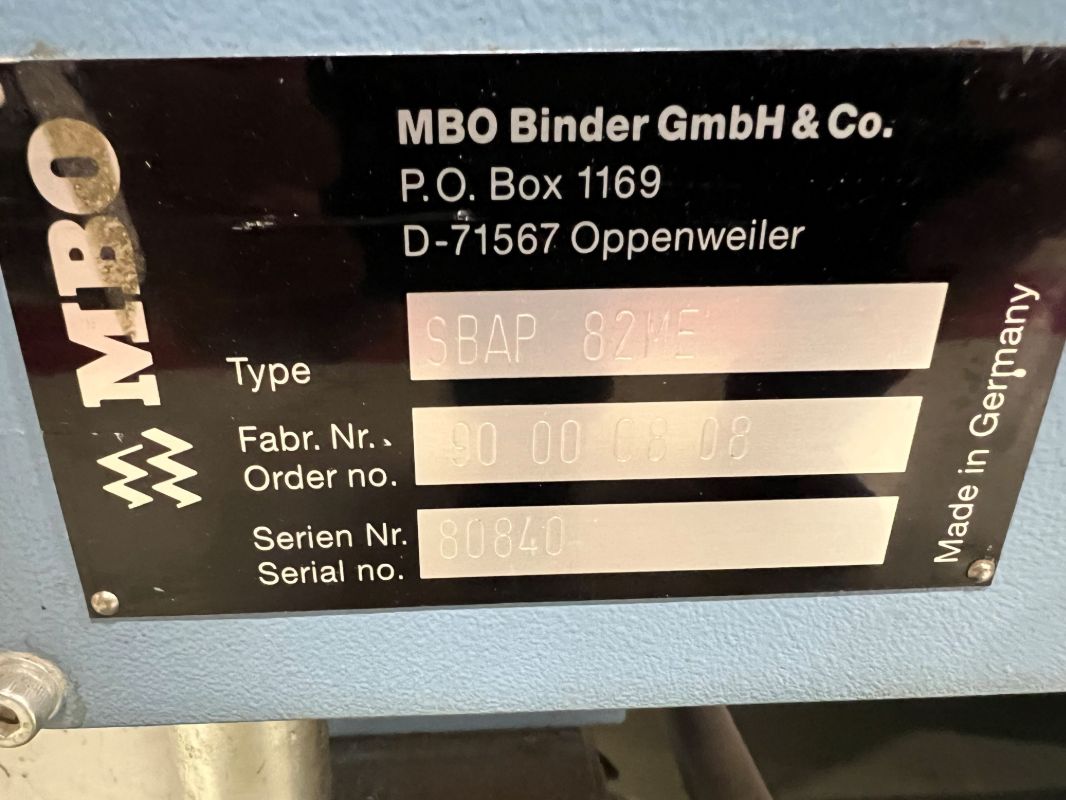 MBO
MBO Binder GmbH & Co.
P.O. Box 1169
D-71567 Oppenweiler
Type SBAP 82ME
Fabr. Nr. 90 00 08 08
Order no.
Serien Nr. 80840
Serial no.
Made in Germany